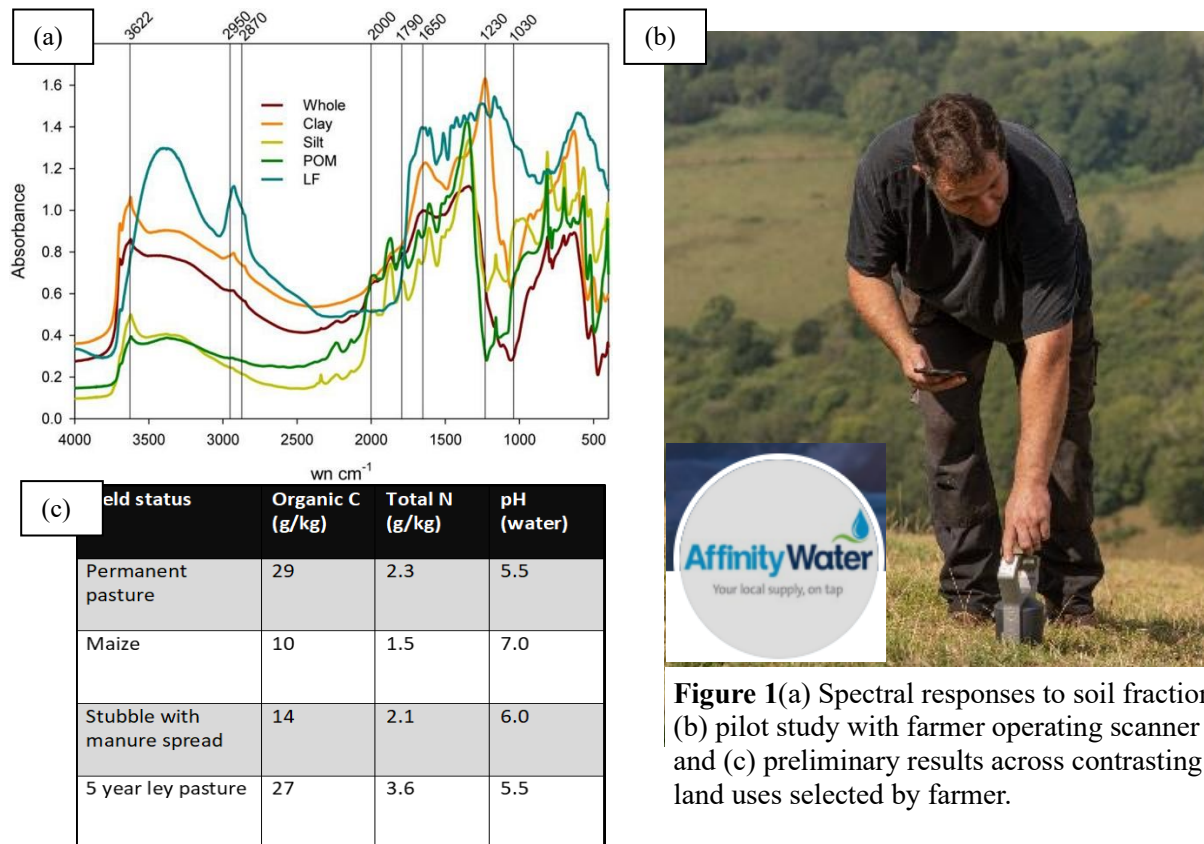 (a)
3622
2950
2870
2000
1790
1650
1230
1030
Absorbance
1.6
1.4
1.2
1.0
0.8
0.6
0.4
0.2
0.0
Whole
Clay
Silt
POM
LF
4000 3500 3000 2500 2000 1500 1000 500
wn cm⁻¹
(b)
Affinity Water
Your local supply, on tap
(c)
eld status Organic C (g/kg) Total N (g/kg) pH (water)
Permanent pasture 29 2.3 5.5
Maize 10 1.5 7.0
Stubble with manure spread 14 2.1 6.0
5 year ley pasture 27 3.6 5.5
Figure 1(a) Spectral responses to soil fraction
(b) pilot study with farmer operating scanner
and (c) preliminary results across contrasting
land uses selected by farmer.